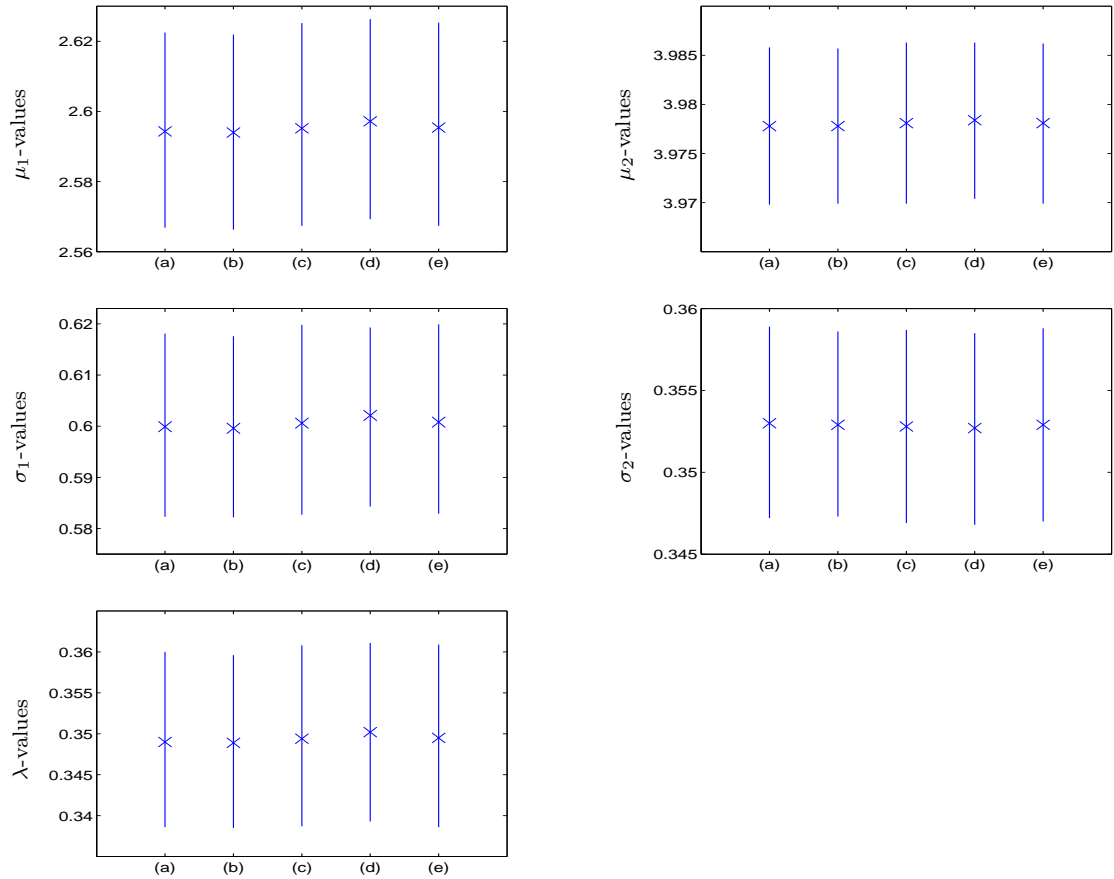 μ1-values
2.62
2.6
2.58
2.56
(a) (b) (c) (d) (e)
μ2-values
3.985
3.98
3.975
3.97
(a) (b) (c) (d) (e)
σ1-values
0.62
0.61
0.6
0.59
0.58
(a) (b) (c) (d) (e)
σ2-values
0.36
0.355
0.35
0.345
(a) (b) (c) (d) (e)
λ-values
0.36
0.355
0.35
0.345
0.34
(a) (b) (c) (d) (e)